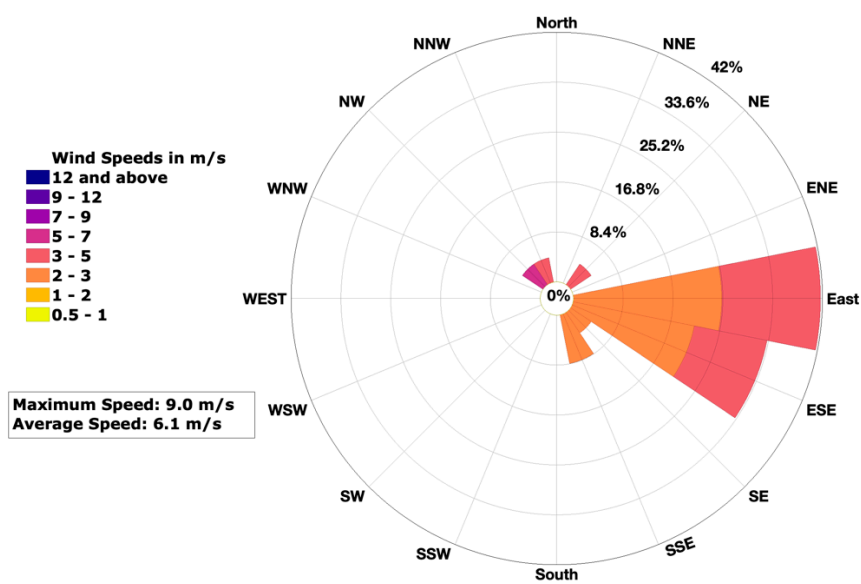 North
NNW
NNE
42%
NW
33.6%
NE
25.2%
Wind Speeds in m/s
12 and above
9 - 12
7 - 9
5 - 7
3 - 5
2 - 3
1 - 2
0.5 - 1
WNW
16.8%
ENE
8.4%
WEST
0%
East
Maximum Speed: 9.0 m/s
Average Speed: 6.1 m/s
WSW
ESE
SW
SE
SSW
SSE
South